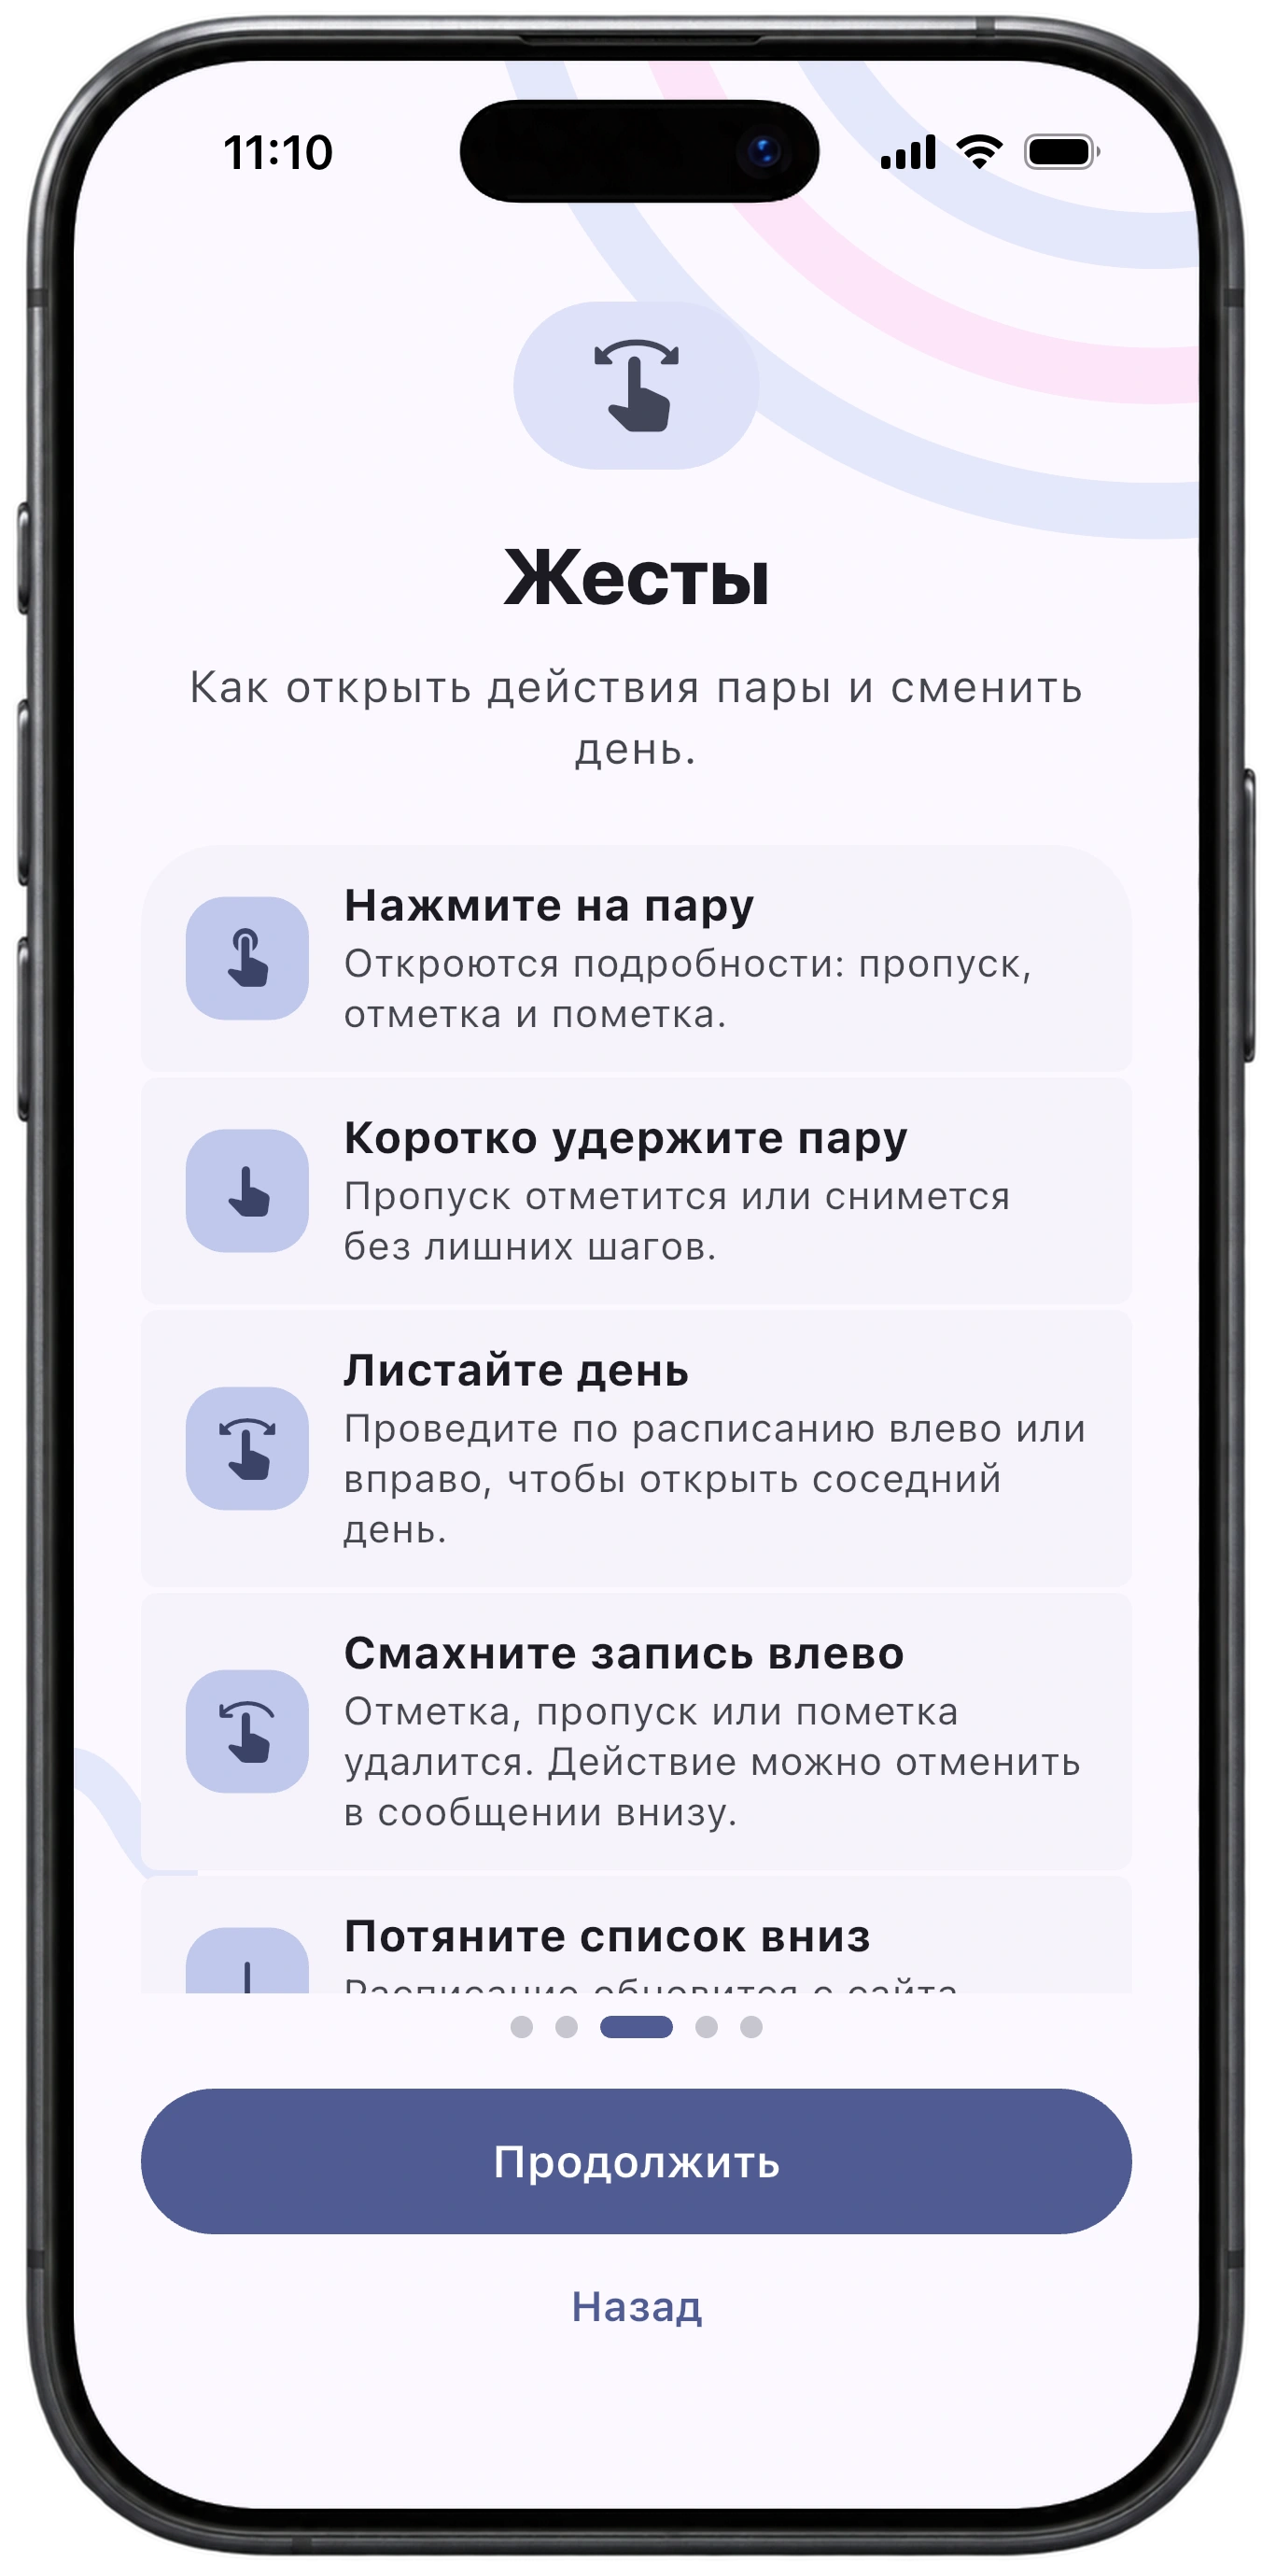 11:10
Жесты
Как открыть действия пары и сменить
день.
Нажмите на пару
Откроются подробности: пропуск,
отметка и пометка.
Коротко удержите пару
Пропуск отметится или снимется
без лишних шагов.
Листайте день
Проведите по расписанию влево или
вправо, чтобы открыть соседний
день.
Смахните запись влево
Отметка, пропуск или пометка
удалится. Действие можно отменить
в сообщении внизу.
Потяните список вниз
Расписание обновится с сайта
Продолжить
Назад